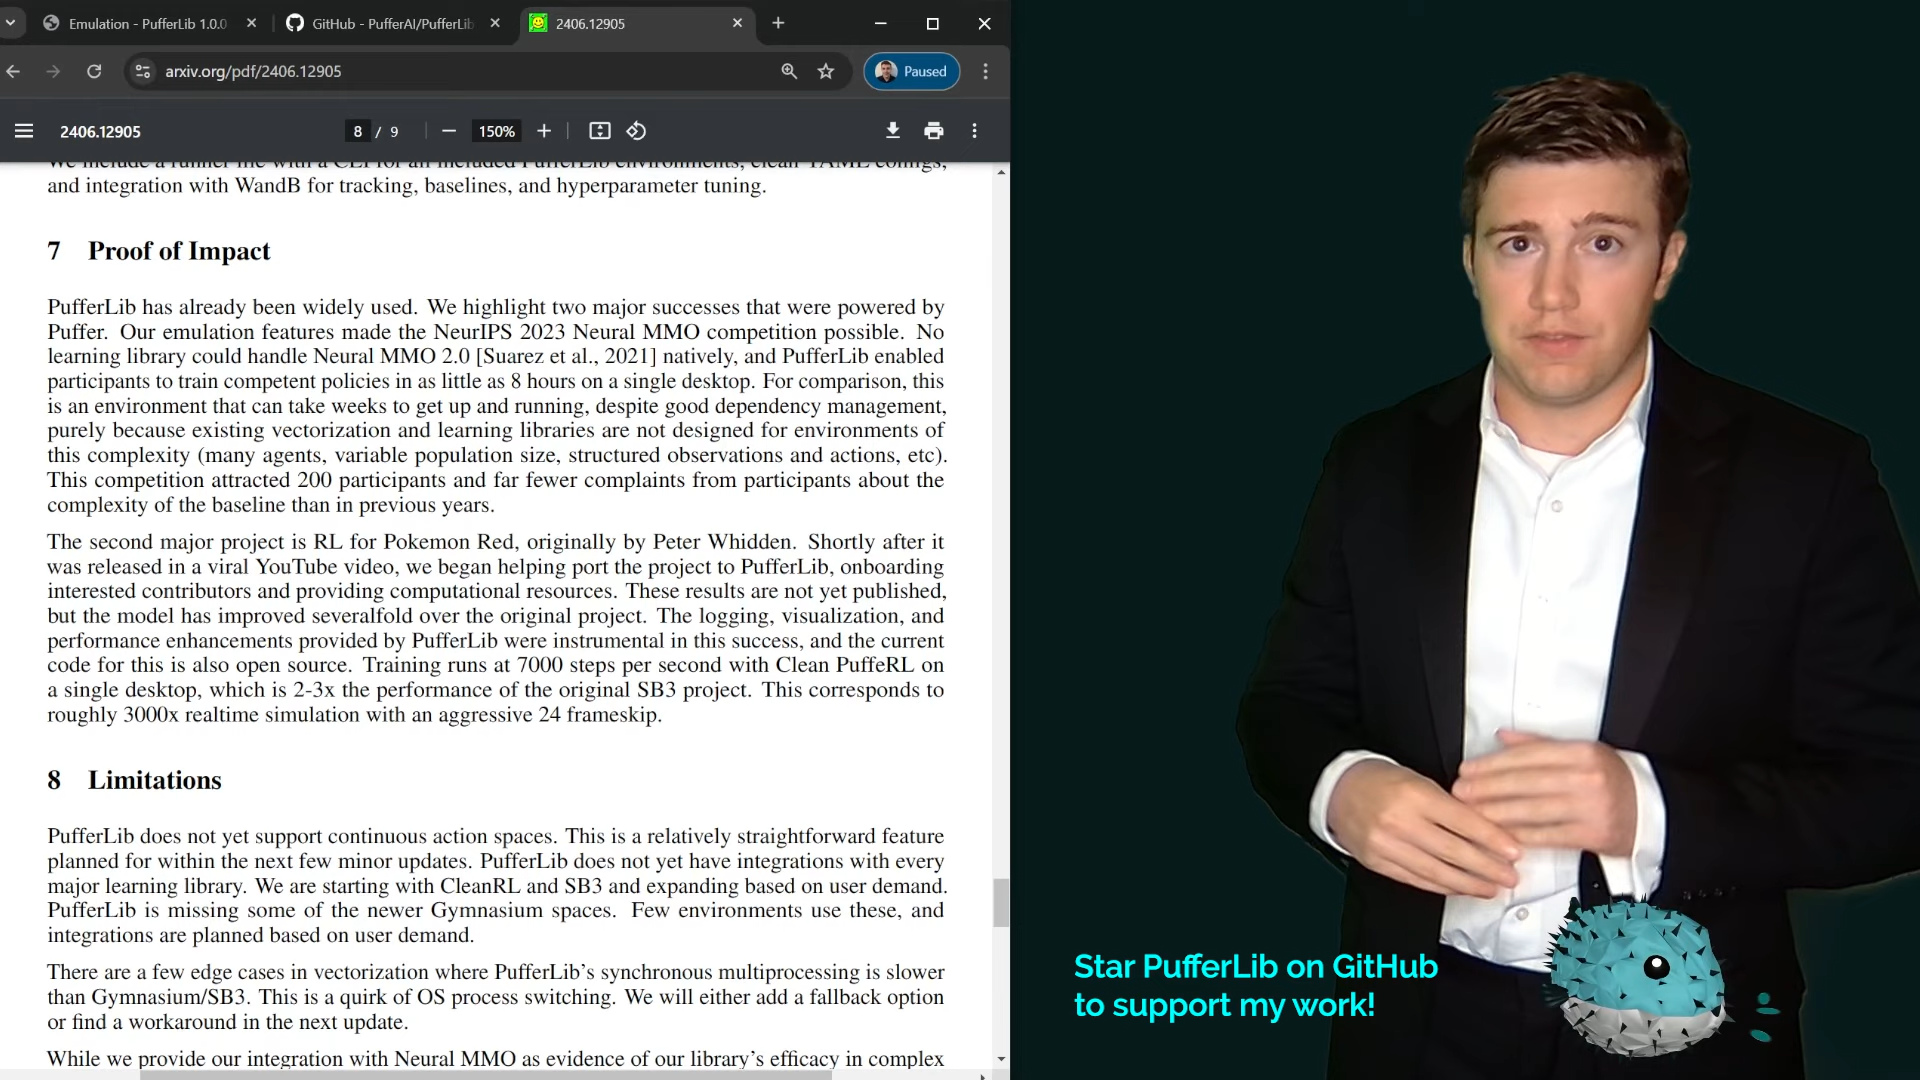 Emulation - PufferLib 1.0.0
GitHub - PufferAI/PufferLib
2406.12905
arxiv.org/pdf/2406.12905
Paused
2406.12905
8 / 9
150%
We include a runner file with a CLI for all included PufferLib environments, clean YAML configs,
and integration with WandB for tracking, baselines, and hyperparameter tuning.
7 Proof of Impact
PufferLib has already been widely used. We highlight two major successes that were powered by
Puffer. Our emulation features made the NeurIPS 2023 Neural MMO competition possible. No
learning library could handle Neural MMO 2.0 [Suarez et al., 2021] natively, and PufferLib enabled
participants to train competent policies in as little as 8 hours on a single desktop. For comparison, this
is an environment that can take weeks to get up and running, despite good dependency management,
purely because existing vectorization and learning libraries are not designed for environments of
this complexity (many agents, variable population size, structured observations and actions, etc).
This competition attracted 200 participants and far fewer complaints from participants about the
complexity of the baseline than in previous years.
The second major project is RL for Pokemon Red, originally by Peter Whidden. Shortly after it
was released in a viral YouTube video, we began helping port the project to PufferLib, onboarding
interested contributors and providing computational resources. These results are not yet published,
but the model has improved severalfold over the original project. The logging, visualization, and
performance enhancements provided by PufferLib were instrumental in this success, and the current
code for this is also open source. Training runs at 7000 steps per second with Clean PuffeRL on
a single desktop, which is 2-3x the performance of the original SB3 project. This corresponds to
roughly 3000x realtime simulation with an aggressive 24 frameskip.
8 Limitations
PufferLib does not yet support continuous action spaces. This is a relatively straightforward feature
planned for within the next few minor updates. PufferLib does not yet have integrations with every
major learning library. We are starting with CleanRL and SB3 and expanding based on user demand.
PufferLib is missing some of the newer Gymnasium spaces. Few environments use these, and
integrations are planned based on user demand.
There are a few edge cases in vectorization where PufferLib's synchronous multiprocessing is slower
than Gymnasium/SB3. This is a quirk of OS process switching. We will either add a fallback option
or find a workaround in the next update.
While we provide our integration with Neural MMO as evidence of our library's efficacy in complex
Star PufferLib on GitHub
to support my work!